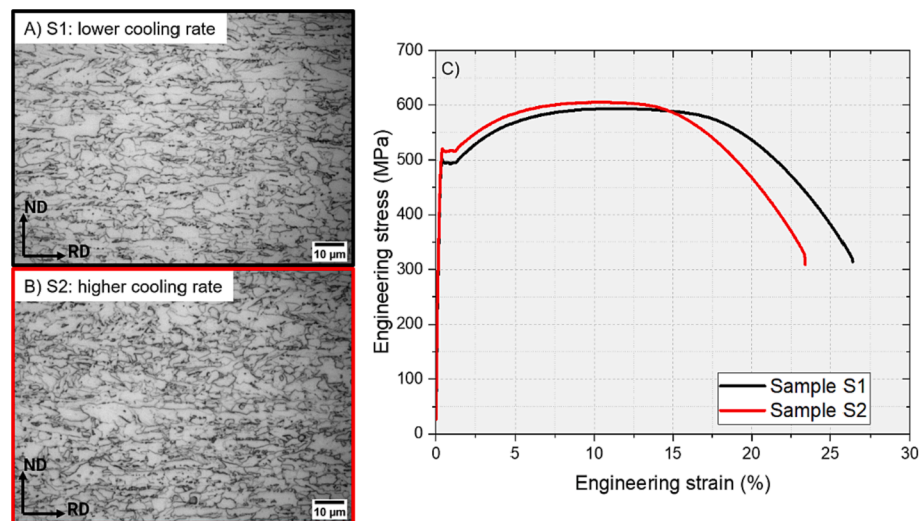 A) S1: lower cooling rate
ND
RD
10 µm
B) S2: higher cooling rate
ND
RD
10 µm
C)
Engineering stress (MPa)
700
600
500
400
300
200
100
0
0 5 10 15 20 25 30
Engineering strain (%)
Sample S1
Sample S2